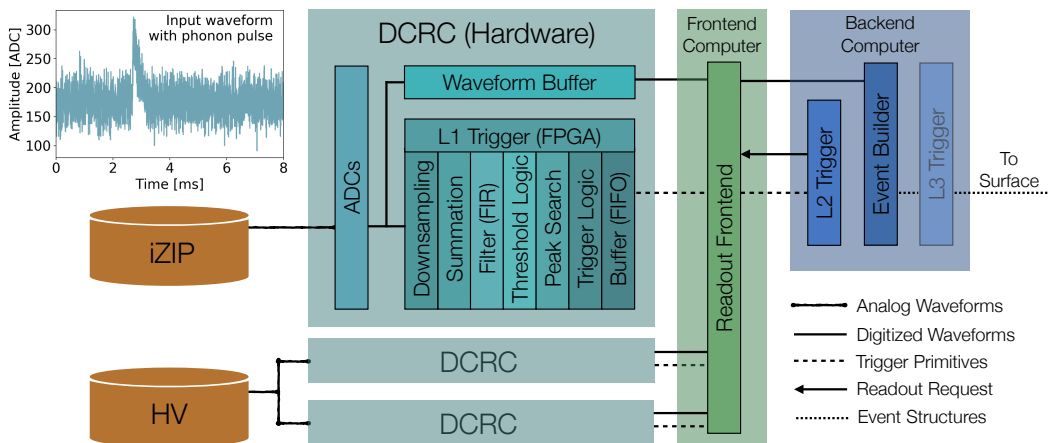 Input waveform
with phonon pulse
Amplitude [ADC]
300
250
200
150
100
0
2
4
6
8
Time [ms]
iZIP
HV
DCRC (Hardware)
ADCs
Waveform Buffer
L1 Trigger (FPGA)
Downsampling
Summation
Filter (FIR)
Threshold Logic
Peak Search
Trigger Logic
Buffer (FIFO)
DCRC
DCRC
Frontend
Computer
Readout Frontend
Backend
Computer
L2 Trigger
Event Builder
L3 Trigger
To
Surface
Analog Waveforms
Digitized Waveforms
Trigger Primitives
Readout Request
Event Structures